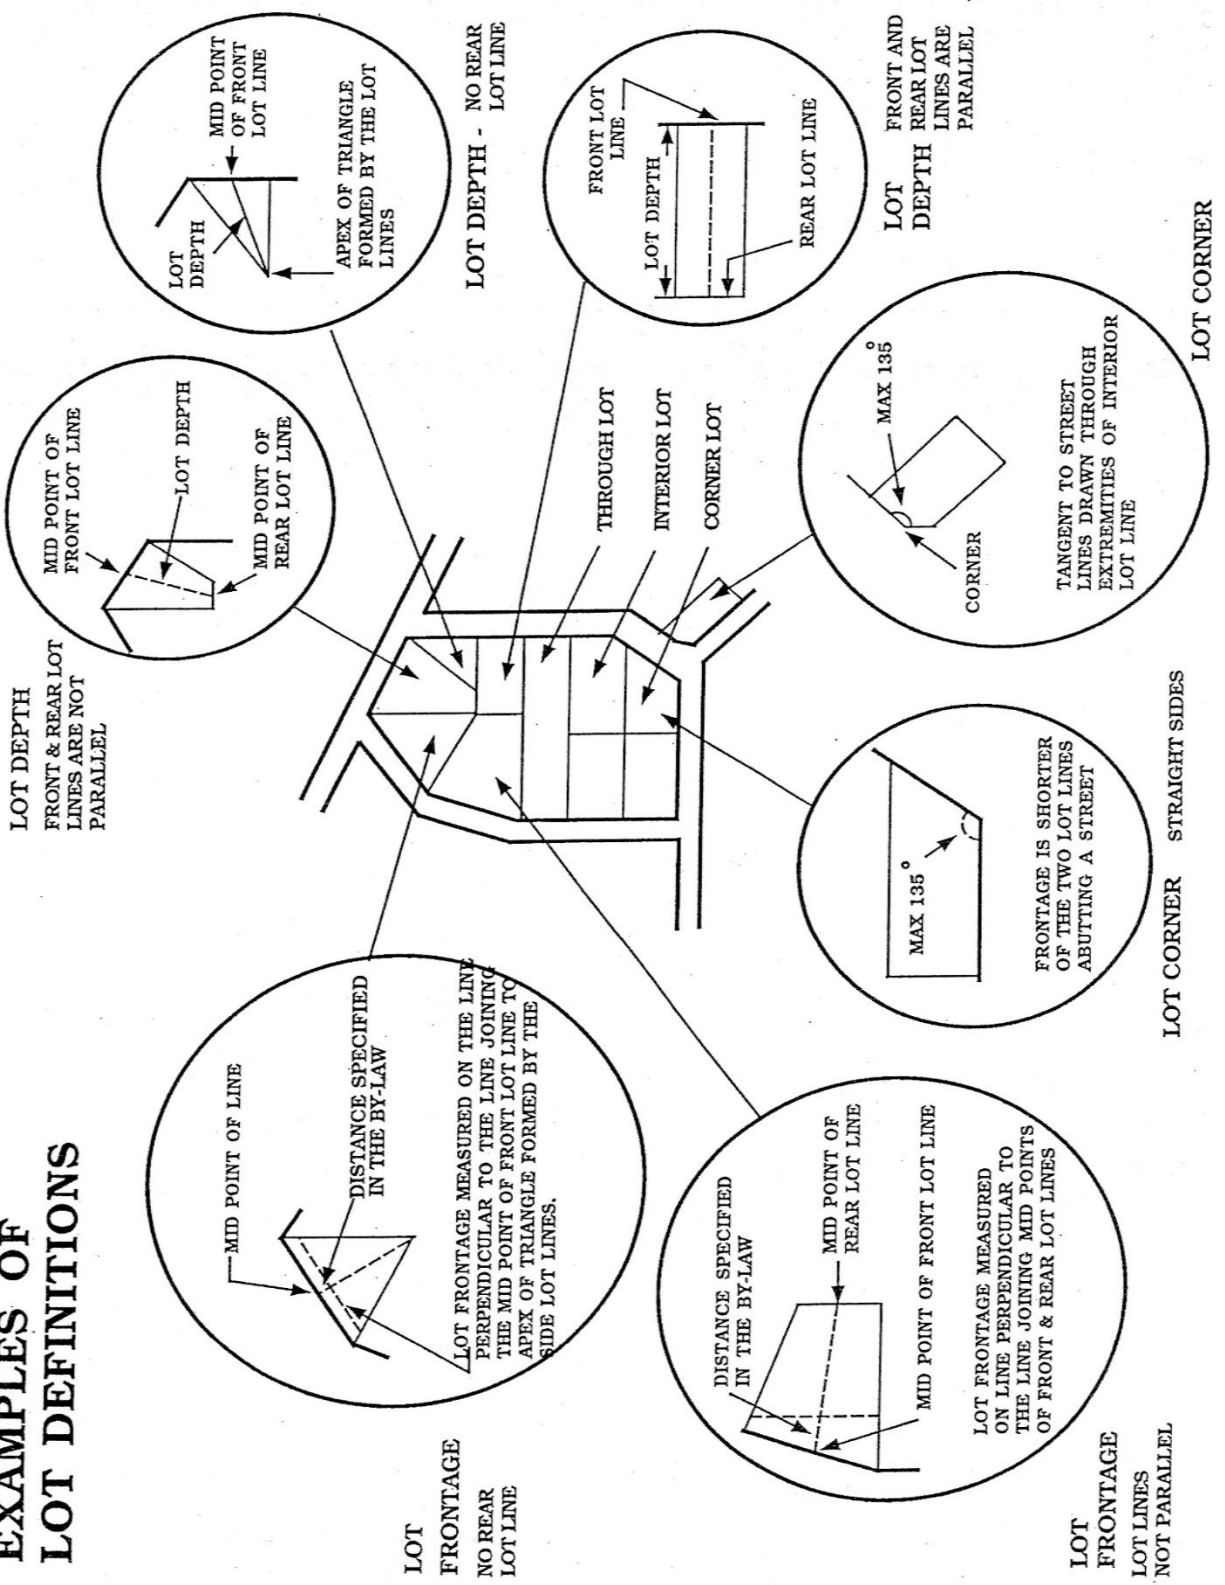 EXAMPLES OF
LOT DEFINITIONS
LOT
FRONTAGE
NO REAR
LOT LINE
MID POINT OF LINE
DISTANCE SPECIFIED
IN THE BY-LAW
LOT FRONTAGE MEASURED ON THE LINE
PERPENDICULAR TO THE LINE JOINING
THE MID POINT OF FRONT LOT LINE TO
APEX OF TRIANGLE FORMED BY THE
SIDE LOT LINES.
LOT DEPTH
FRONT & REAR LOT
LINES ARE NOT
PARALLEL
MID POINT OF
FRONT LOT LINE
LOT DEPTH
MID POINT OF
REAR LOT LINE
MID POINT
OF FRONT
LOT LINE
LOT
DEPTH
APEX OF TRIANGLE
FORMED BY THE LOT
LINES
LOT DEPTH - NO REAR
LOT LINE
FRONT LOT
LINE
LOT DEPTH
REAR LOT LINE
LOT
DEPTH
FRONT AND
REAR LOT
LINES ARE
PARALLEL
THROUGH LOT
INTERIOR LOT
CORNER LOT
LOT
FRONTAGE
LOT LINES
NOT PARALLEL
DISTANCE SPECIFIED
IN THE BY-LAW
MID POINT OF
REAR LOT LINE
MID POINT OF FRONT LOT LINE
LOT FRONTAGE MEASURED
ON LINE PERPENDICULAR TO
THE LINE JOINING MID POINTS
OF FRONT & REAR LOT LINES
MAX 135°
FRONTAGE IS SHORTER
OF THE TWO LOT LINES
ABUTTING A STREET
LOT CORNER STRAIGHT SIDES
MAX 135°
CORNER
TANGENT TO STREET
LINES DRAWN THROUGH
EXTREMITIES OF INTERIOR
LOT LINE
LOT CORNER